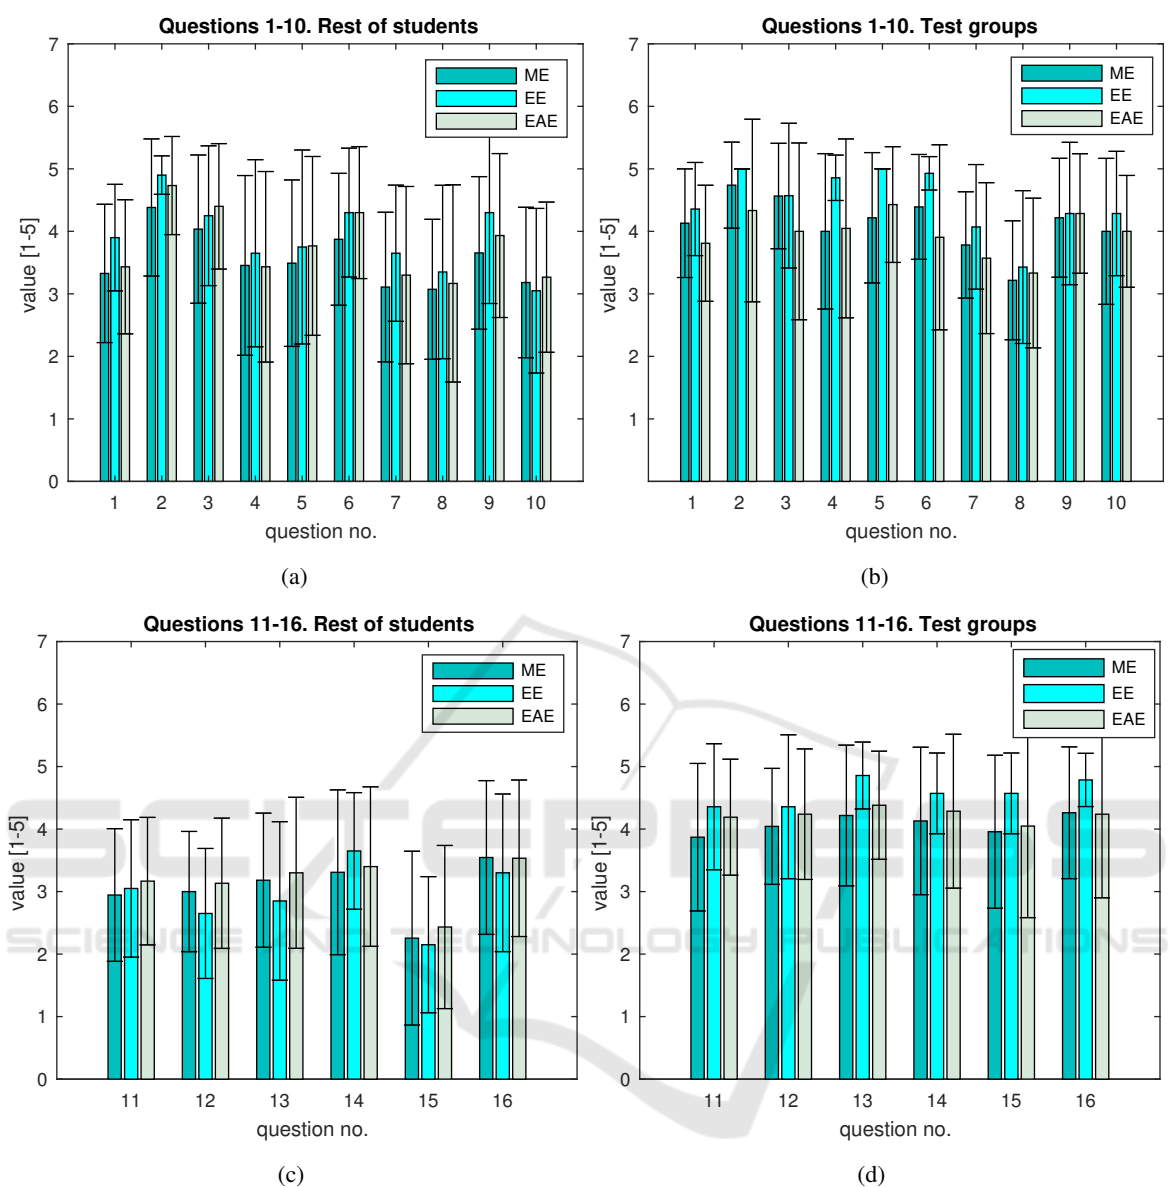 Questions 1-10. Rest of students
7
6
5
4
3
2
1
0
value [1-5]
ME
EE
EAE
1 2 3 4 5 6 7 8 9 10
question no.
(a)
Questions 1-10. Test groups
7
6
5
4
3
2
1
value [1-5]
ME
EE
EAE
1 2 3 4 5 6 7 8 9 10
question no.
(b)
Questions 11-16. Rest of students
7
6
5
4
3
2
1
0
value [1-5]
ME
EE
EAE
11 12 13 14 15 16
question no.
(c)
Questions 11-16. Test groups
7
6
5
4
3
2
1
0
value [1-5]
ME
EE
EAE
11 12 13 14 15 16
question no.
(d)
SCITEPRESS
SCIENCE AND TECHNOLOGY PUBLICATIONS